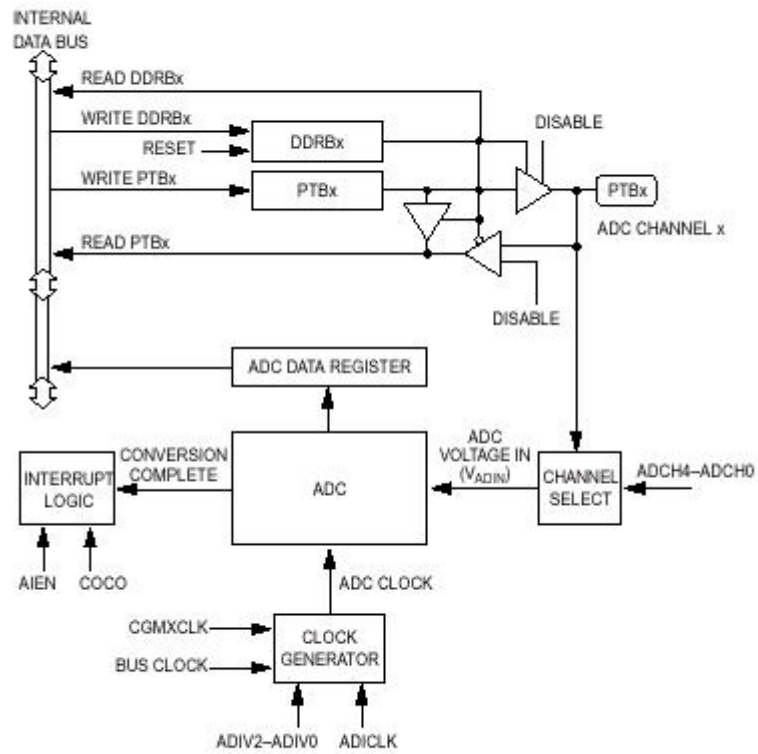 INTERNAL
DATA BUS
READ DDRBx
WRITE DDRBx
DISABLE
RESET
DDRBx
WRITE PTBx
PTBx
PTBx
ADC CHANNEL x
READ PTBx
DISABLE
ADC DATA REGISTER
CONVERSION
COMPLETE
INTERRUPT
LOGIC
ADC
ADC
VOLTAGE IN
(VADIN)
CHANNEL
SELECT
ADCH4–ADCH0
AIEN
COCO
ADC CLOCK
CGMXCLK
CLOCK
GENERATOR
BUS CLOCK
ADIV2–ADIV0
ADICLK